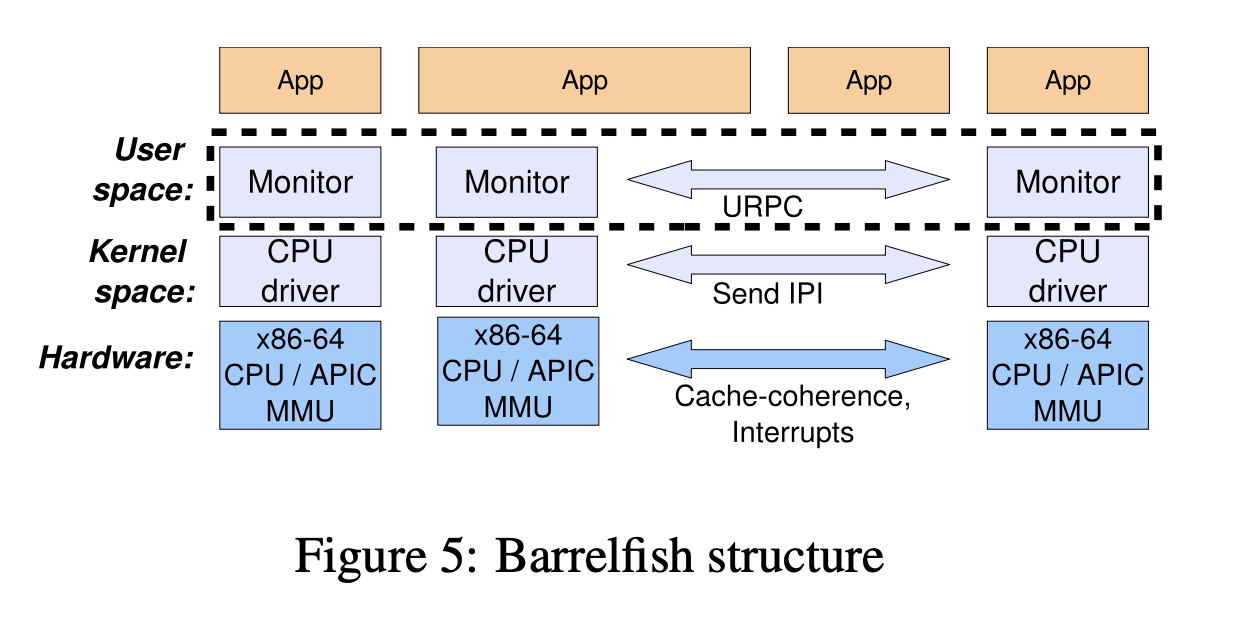 App App App App
User space:
Monitor Monitor Monitor
URPC
Kernel space:
CPU driver CPU driver CPU driver
Send IPI
Hardware:
x86-64 CPU / APIC MMU x86-64 CPU / APIC MMU x86-64 CPU / APIC MMU
Cache-coherence,
Interrupts
Figure 5: Barrelfish structure